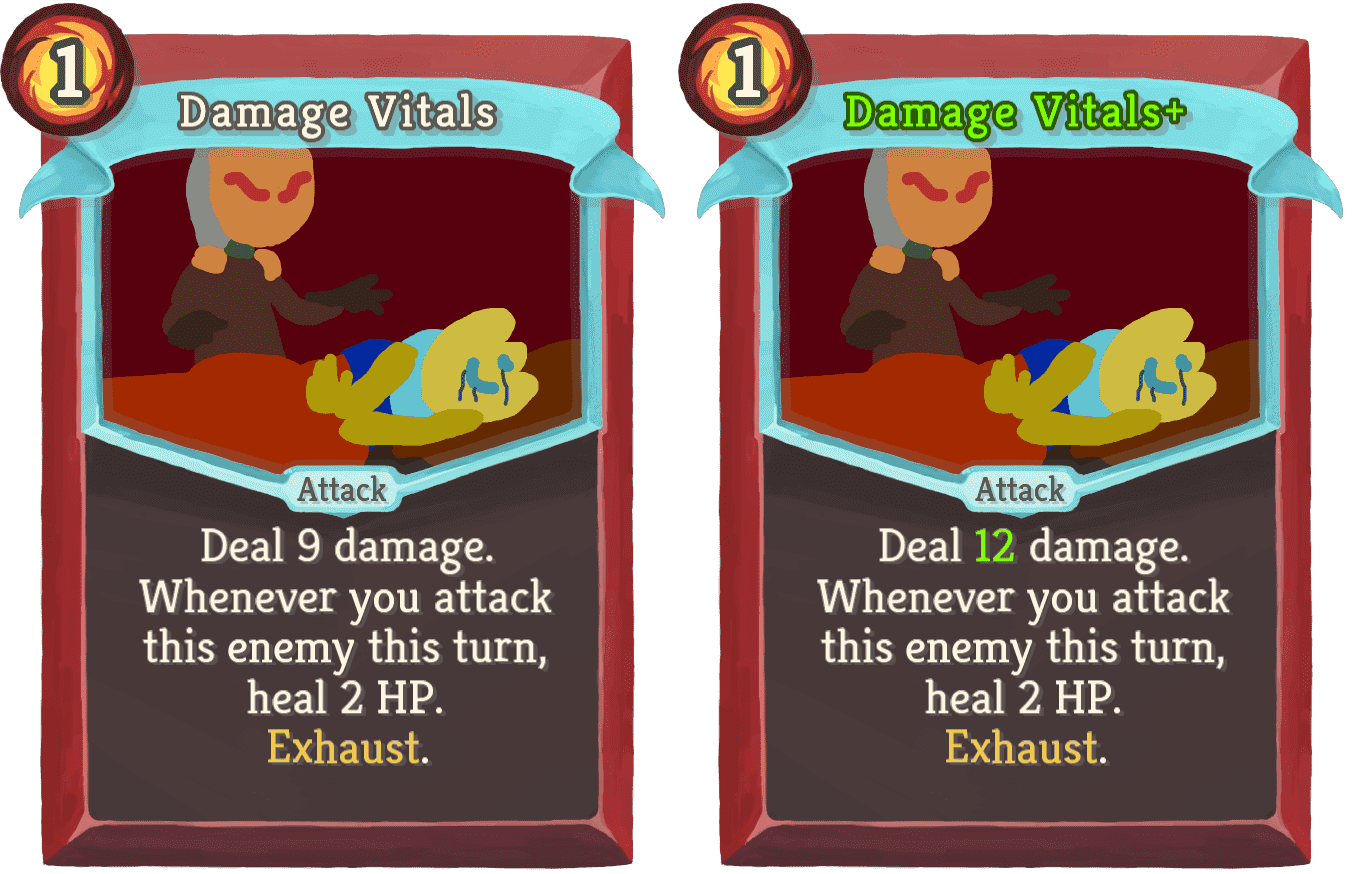 1
Damage Vitals
Attack
Deal 9 damage.
Whenever you attack
this enemy this turn,
heal 2 HP.
Exhaust.
1
Damage Vitals+
Attack
Deal 12 damage.
Whenever you attack
this enemy this turn,
heal 2 HP.
Exhaust.